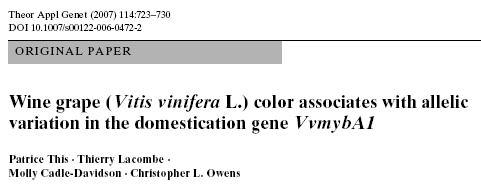 Theor Appl Genet (2007) 114:723–730
DOI 10.1007/s00122-006-0472-2
ORIGINAL PAPER
Wine grape (Vitis vinifera L.) color associates with allelic
variation in the domestication gene VvmybA1
Patrice This · Thierry Lacombe ·
Molly Cadle-Davidson · Christopher L. Owens